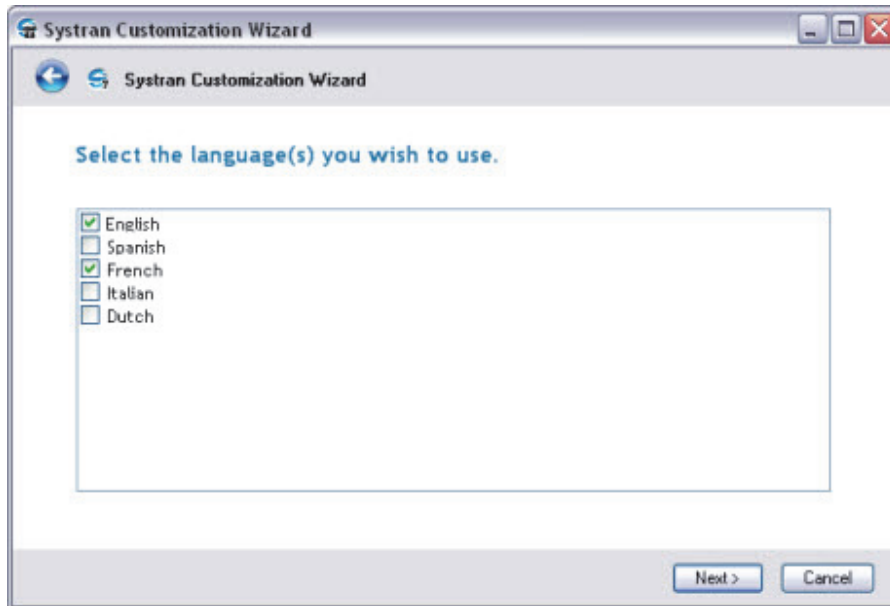 Systran Customization Wizard
Systran Customization Wizard
Select the language(s) you wish to use.
English
Spanish
French
Italian
Dutch
Next >
Cancel